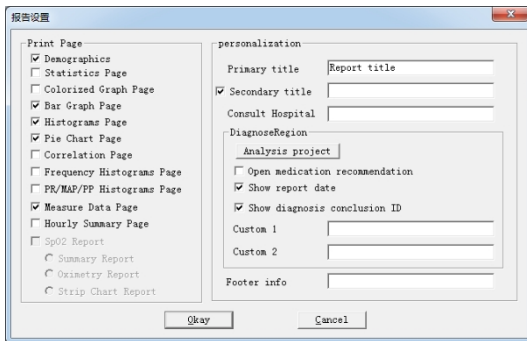 报告设置
Print Page
Demographics
Statistics Page
Colorized Graph Page
Bar Graph Page
Histograms Page
Pie Chart Page
Correlation Page
Frequency Histograms Page
PR/MAP/PP Histograms Page
Measure Data Page
Hourly Summary Page
SpO2 Report
Summary Report
Oximetry Report
Strip Chart Report
personalization
Primary title
Report title
Secondary title
Consult Hospital
DiagnoseRegion
Analysis project
Open medication recommendation
Show report date
Show diagnosis conclusion ID
Custom 1
Custom 2
Footer info
Okay
Cancel